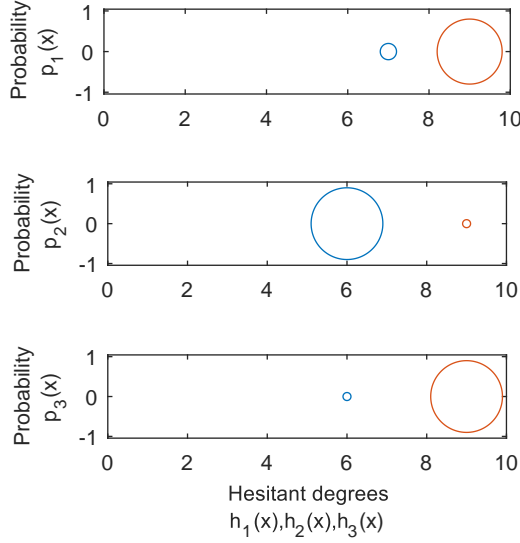 Probability
p1(x)
1
0
-1
0 2 4 6 8 10
Probability
p2(x)
1
0
-1
0 2 4 6 8 10
Probability
p3(x)
1
0
-1
0 2 4 6 8 10
Hesitant degrees
h1(x),h2(x),h3(x)